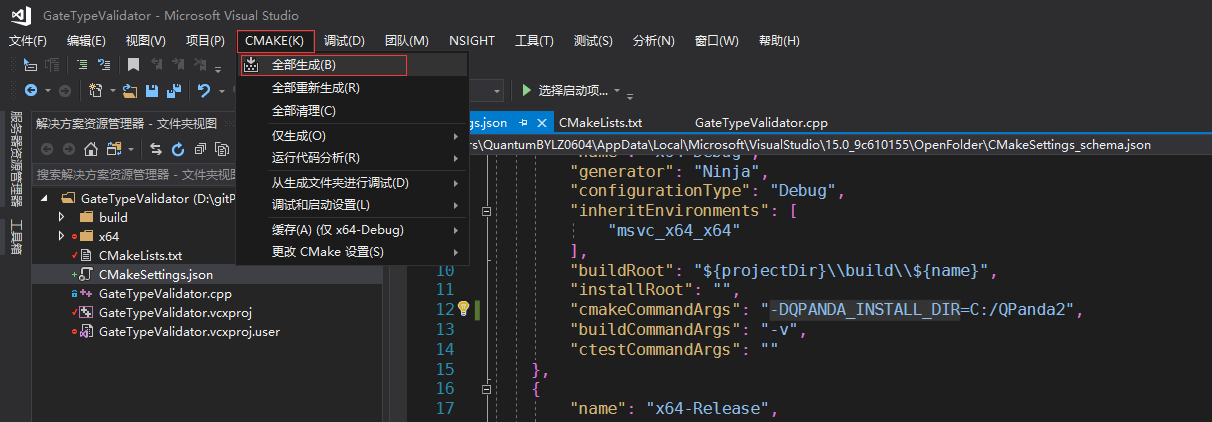 GateTypeValidator - Microsoft Visual Studio
文件(F) 编辑(E) 视图(V) 项目(P) CMAKE(K) 调试(D) 团队(M) NSIGHT 工具(T) 测试(S) 分析(N) 窗口(W) 帮助(H)
全部生成(B)
全部重新生成(R)
全部清理(C)
仅生成(O)
运行代码分析(R)
从生成文件夹进行调试(D)
调试和启动设置(L)
缓存(A) (仅 x64-Debug)
更改 CMake 设置(S)
选择启动项...
服务器资源管理器
工具箱
解决方案资源管理器 - 文件夹视图
搜索解决方案资源管理器 - 文件夹视图
GateTypeValidator (D:\gitP
build
x64
CMakeLists.txt
CMakeSettings.json
GateTypeValidator.cpp
GateTypeValidator.vcxproj
GateTypeValidator.vcxproj.user
gs.json CMakeLists.txt GateTypeValidator.cpp
rs\QuantumBYLZ0604\AppData\Local\Microsoft\VisualStudio\15.0_9c610155\OpenFolder\CMakeSettings_schema.json
"name": "x64-Debug",
"generator": "Ninja",
"configurationType": "Debug",
"inheritEnvironments": [
"msvc_x64_x64"
],
10 "buildRoot": "${projectDir}\\build\\${name}",
11 "installRoot": "",
12 "cmakeCommandArgs": "-DQPANDA_INSTALL_DIR=C:/QPanda2",
13 "buildCommandArgs": "-v",
14 "ctestCommandArgs": ""
15 },
16 {
17 "name": "x64-Release",